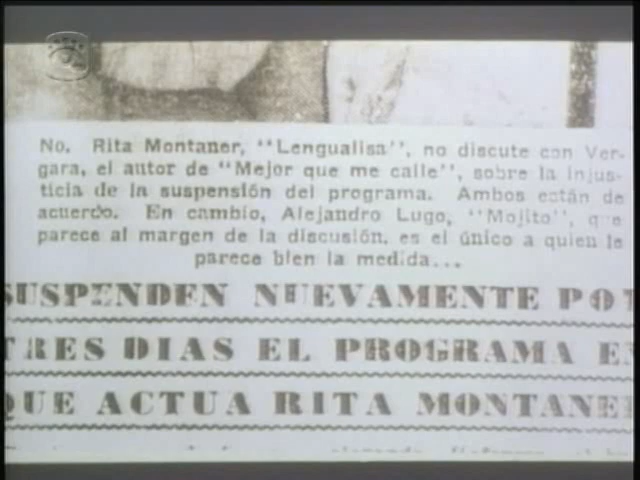 No. Rita Montaner, "Lengualisa", no discute con Ver-
gara, el autor de "Mejor que me calle", sobre la injus-
ticia de la suspensión del programa. Ambos están de
acuerdo. En cambio, Alejandro Lugo, "Mojito", que
parece al margen de la discusión, es el único a quien le
parece bien la medida...
SUSPENDEN NUEVAMENTE POR
TRES DIAS EL PROGRAMA EN
QUE ACTUA RITA MONTANER